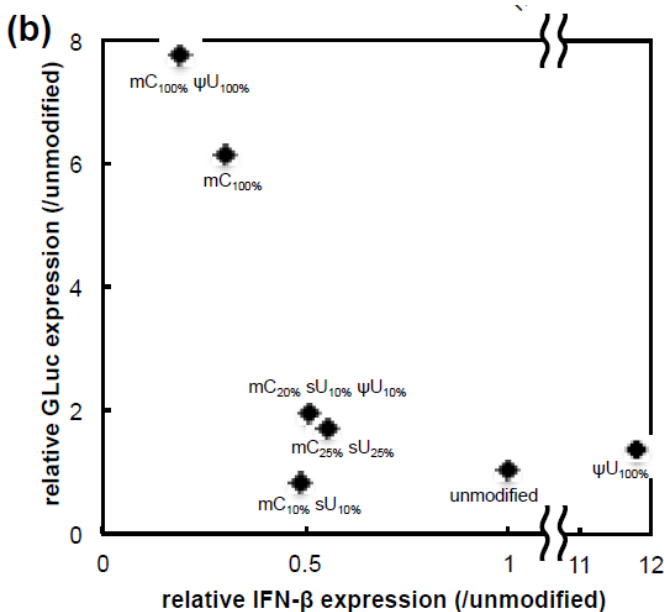 (b)
8
mC100% ψU100%
6
mC100%
4
mC20% sU10% ψU10%
2
mC25% sU25%
ψU100%
mC10% sU10%
unmodified
0
0 0.5 1 11 12
relative GLuc expression (/unmodified)
relative IFN-β expression (/unmodified)